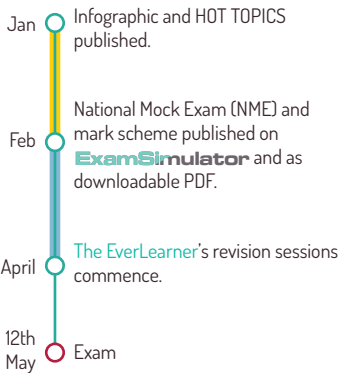 Jan
Infographic and HOT TOPICS
published.
Feb
National Mock Exam (NME) and
mark scheme published on
ExamSimulator and as
downloadable PDF.
April
The EverLearner's revision sessions
commence.
12th
May
Exam